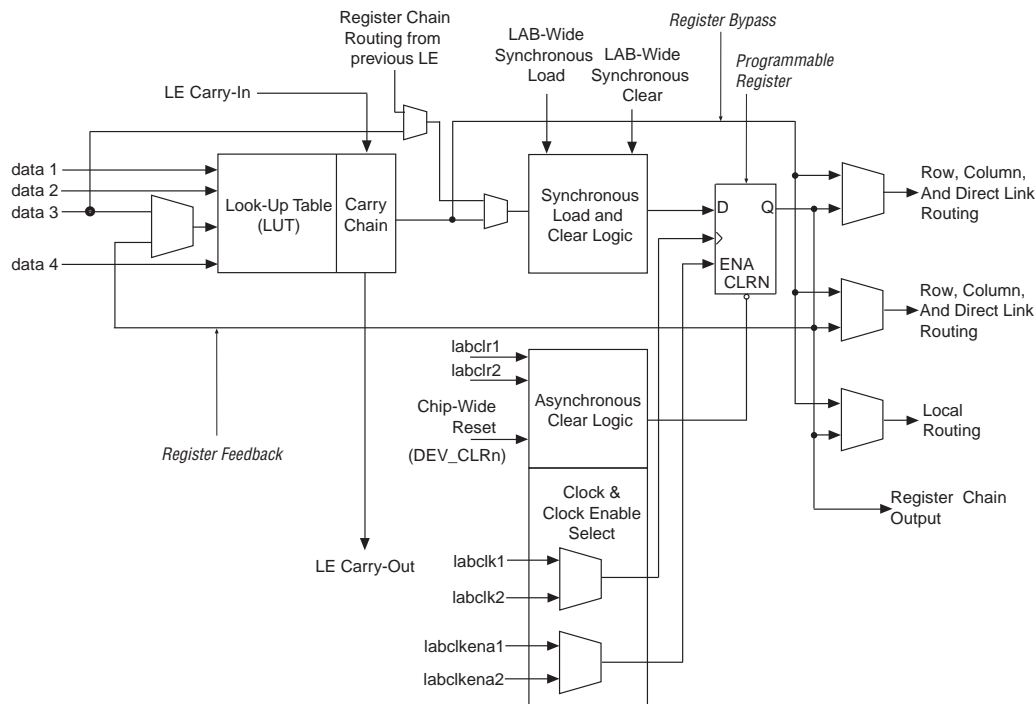 Register Chain
Routing from
previous LE
LAB-Wide
Synchronous
Load
LAB-Wide
Synchronous
Clear
Register Bypass
Programmable
Register
LE Carry-In
data 1
data 2
data 3
data 4
Look-Up Table
(LUT)
Carry
Chain
Synchronous
Load and
Clear Logic
D
Q
ENA
CLRN
Row, Column,
And Direct Link
Routing
Row, Column,
And Direct Link
Routing
Local
Routing
Register Chain
Output
labclr1
labclr2
Chip-Wide
Reset
(DEV_CLRn)
Asynchronous
Clear Logic
Register Feedback
Clock &
Clock Enable
Select
LE Carry-Out
labclk1
labclk2
labclkena1
labclkena2